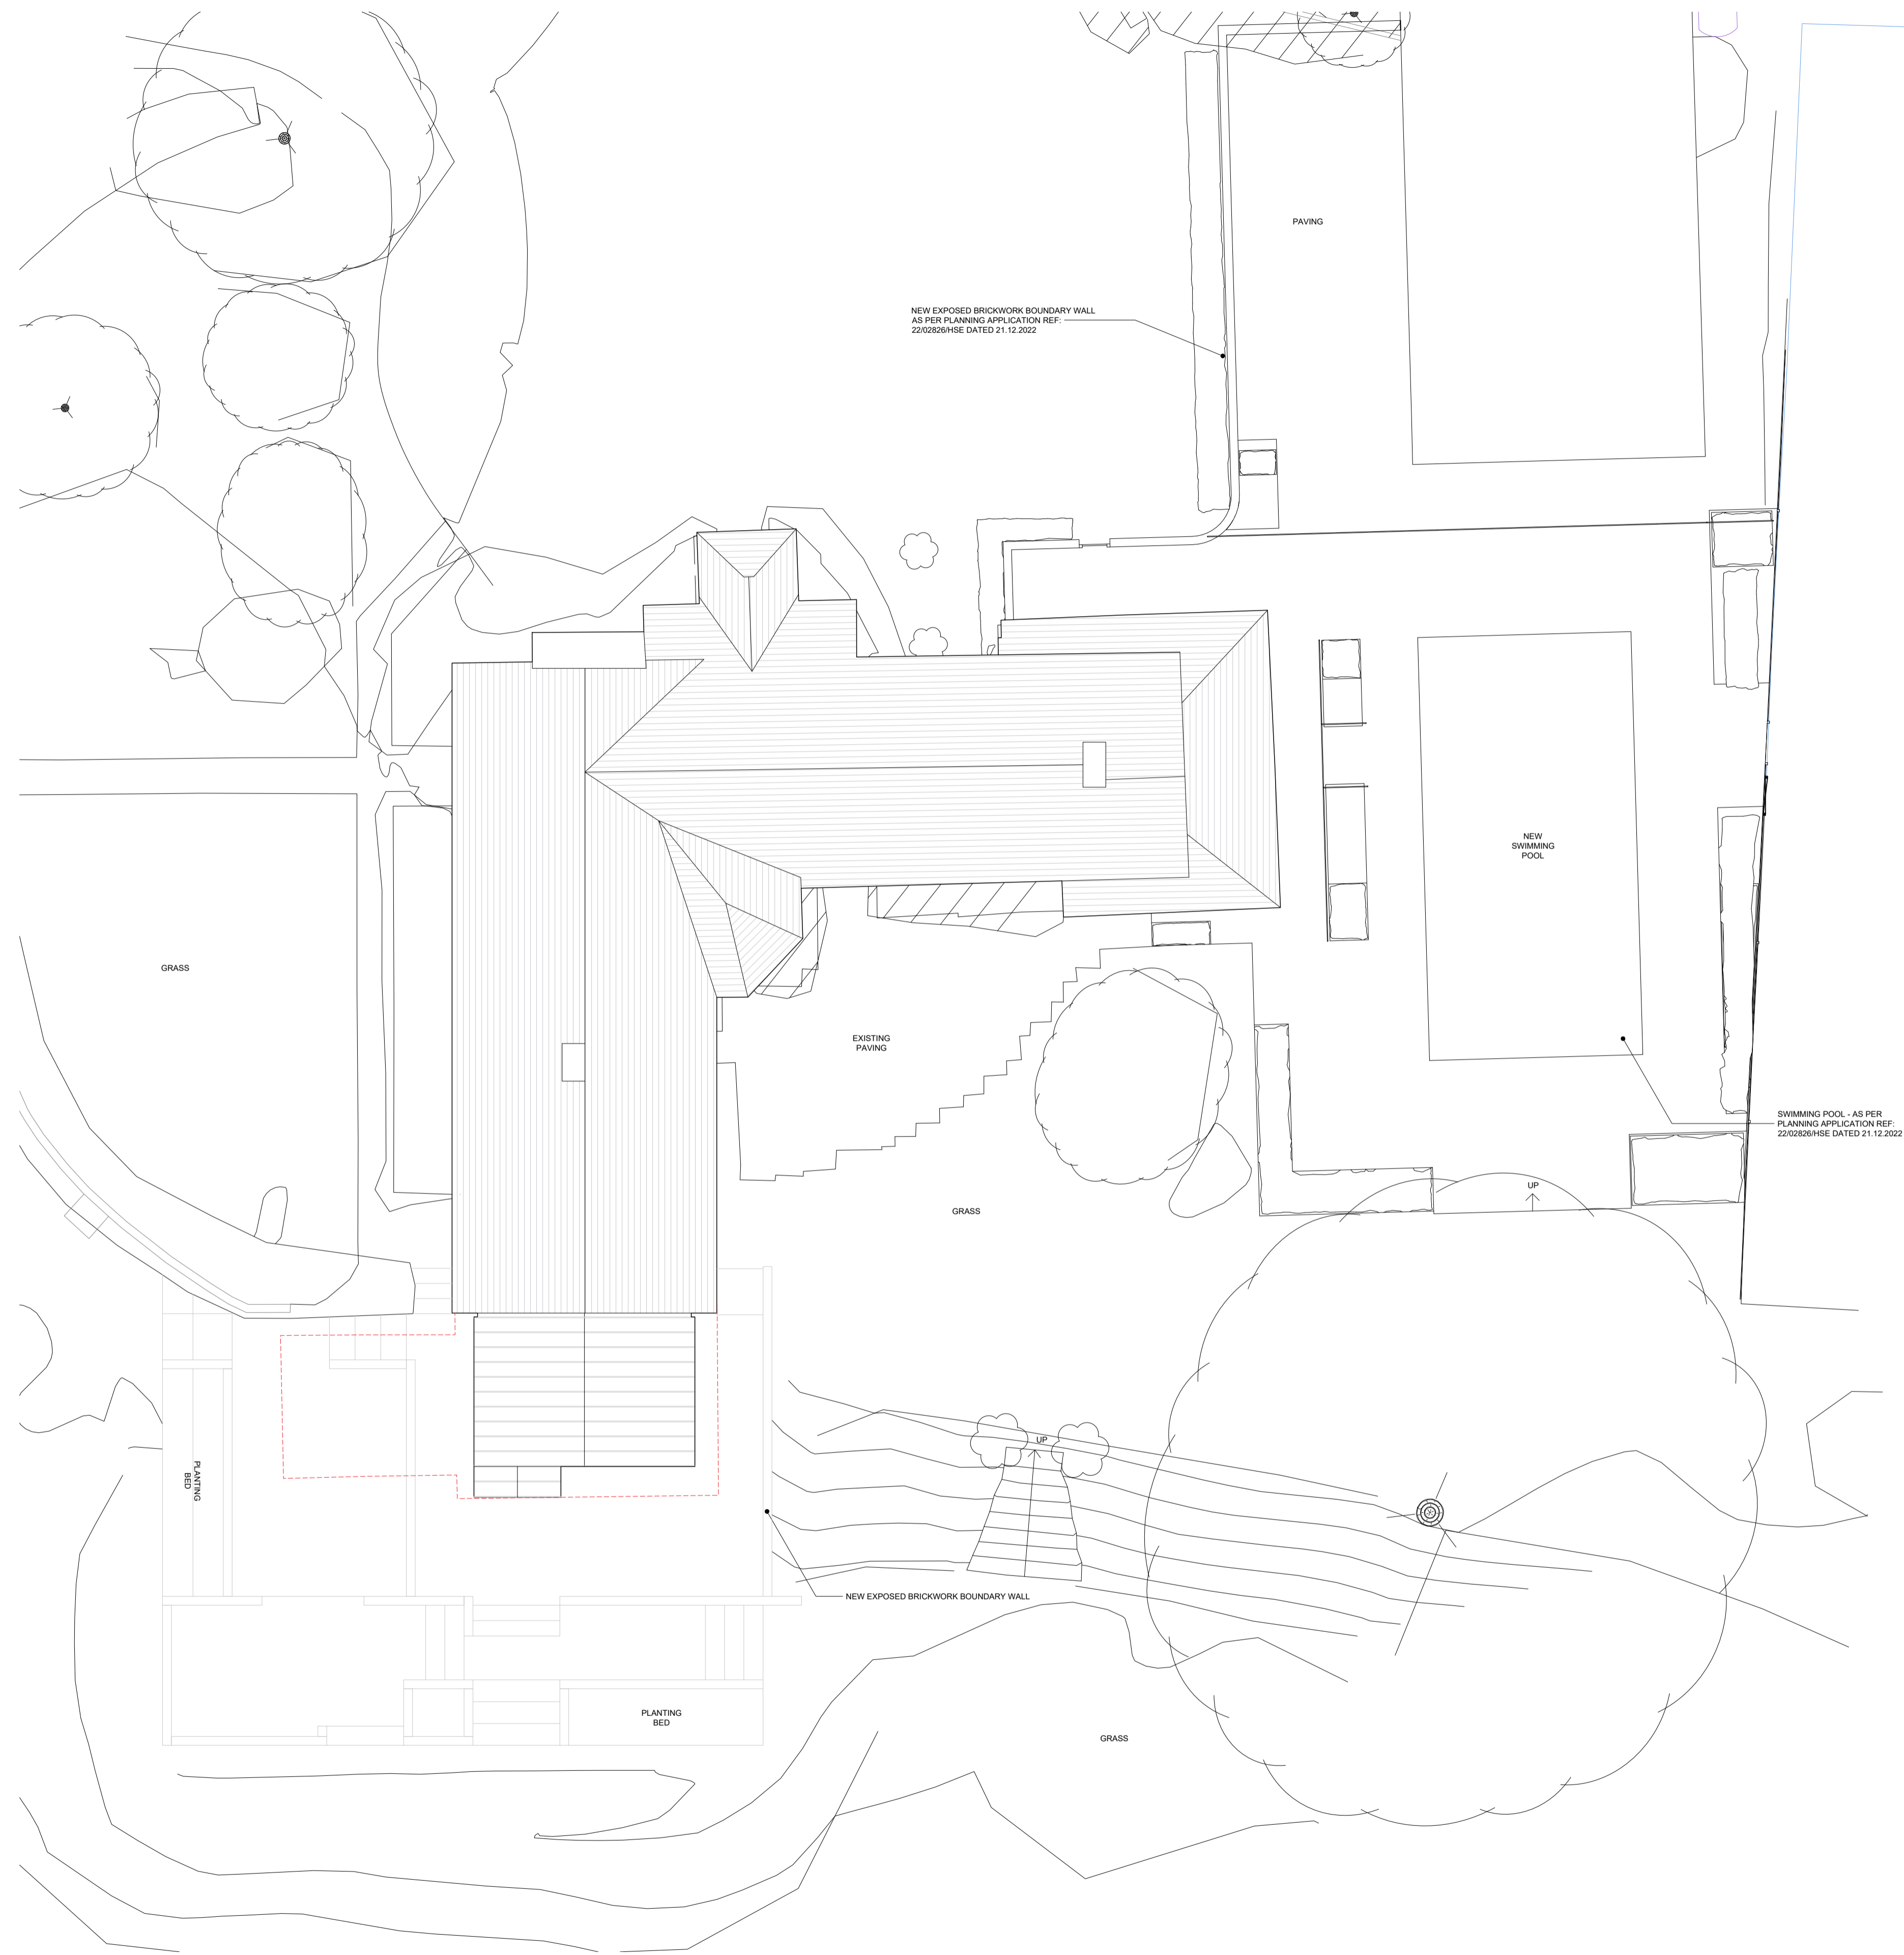 PAVING
NEW EXPOSED BRICKWORK BOUNDARY WALL
AS PER PLANNING APPLICATION REF:
22/02826/HSE DATED 21.12.2022
NEW
SWIMMING
POOL
GRASS
EXISTING
PAVING
SWIMMING POOL - AS PER
PLANNING APPLICATION REF:
22/02826/HSE DATED 21.12.2022
UP
GRASS
UP
PLANTING
BED
NEW EXPOSED BRICKWORK BOUNDARY WALL
PLANTING
BED
GRASS